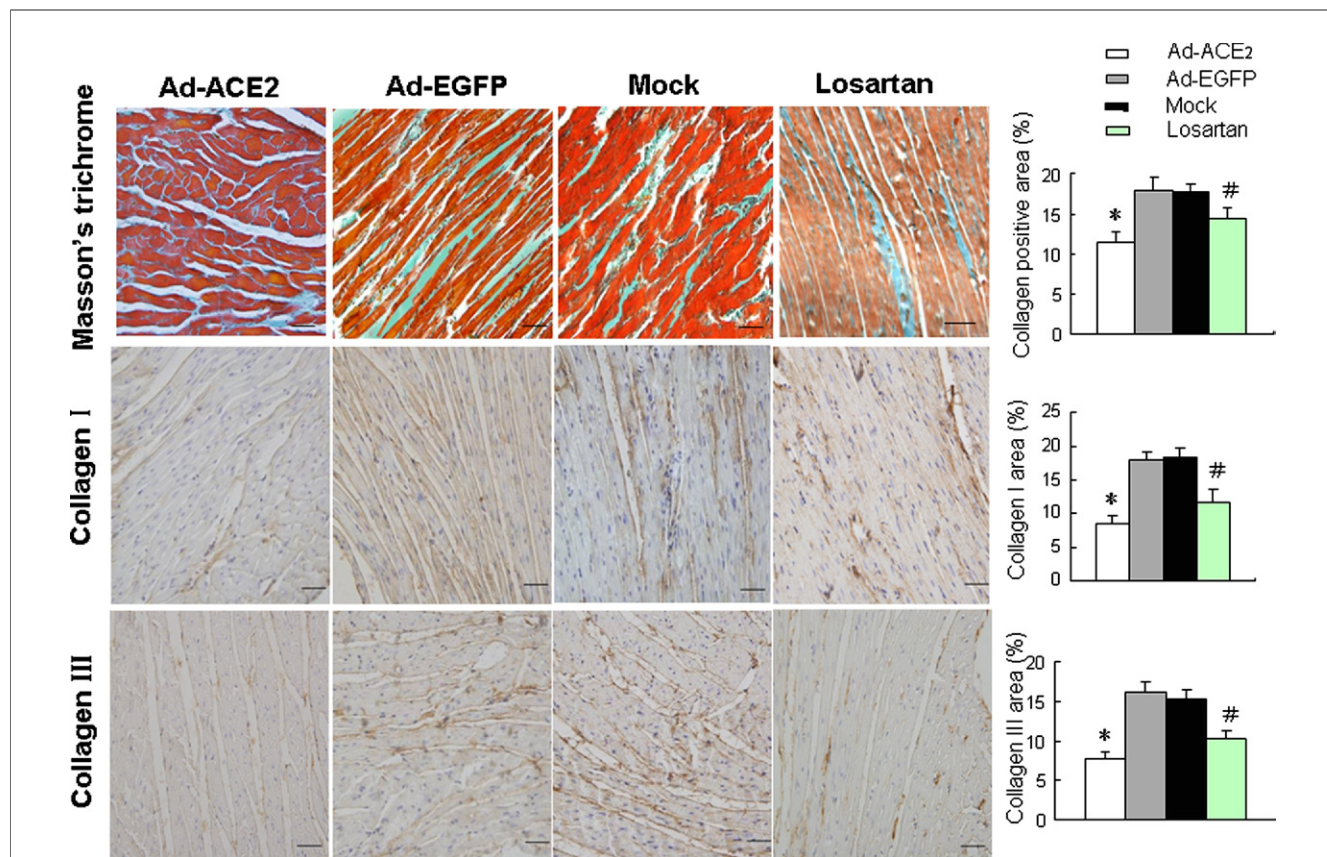 Ad-ACE2
Ad-EGFP
Mock
Losartan
Masson's trichrome
Collagen I
Collagen III
Ad-ACE2
Ad-EGFP
Mock
Losartan
Collagen positive area (%)
20
15
10
5
0
*
#
Collagen I area (%)
25
20
15
10
5
0
*
#
Collagen III area (%)
20
15
10
5
0
*
#